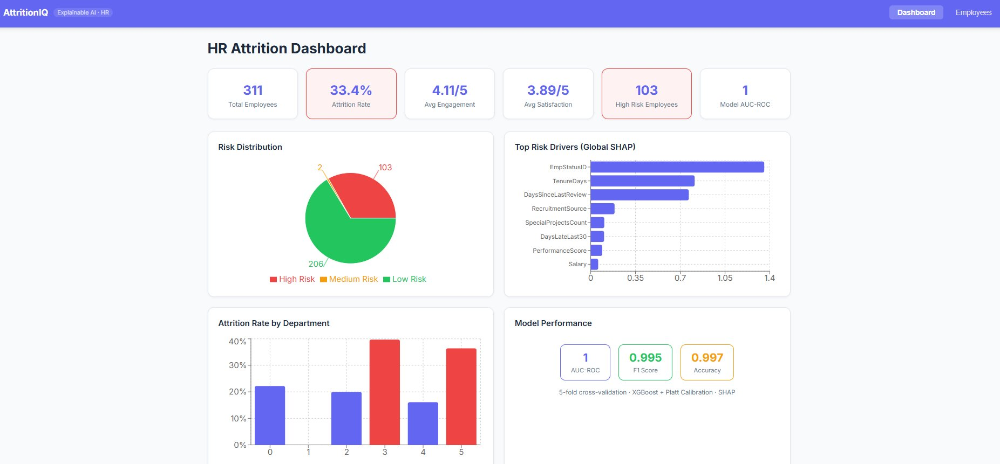 AttritionIQ Explainable AI · HR Dashboard Employees
HR Attrition Dashboard
311
Total Employees
33.4%
Attrition Rate
4.11/5
Avg Engagement
3.89/5
Avg Satisfaction
103
High Risk Employees
1
Model AUC-ROC
Risk Distribution
2
103
206
High Risk Medium Risk Low Risk
Top Risk Drivers (Global SHAP)
EmpStatusID
TenureDays
DaysSinceLastReview
RecruitmentSource
SpecialProjectsCount
DaysLateLast30
PerformanceScore
Salary
0 0.35 0.7 1.05 1.4
Attrition Rate by Department
40%
30%
20%
10%
0%
0 1 2 3 4 5
Model Performance
1
AUC-ROC
0.995
F1 Score
0.997
Accuracy
5-fold cross-validation · XGBoost + Platt Calibration · SHAP